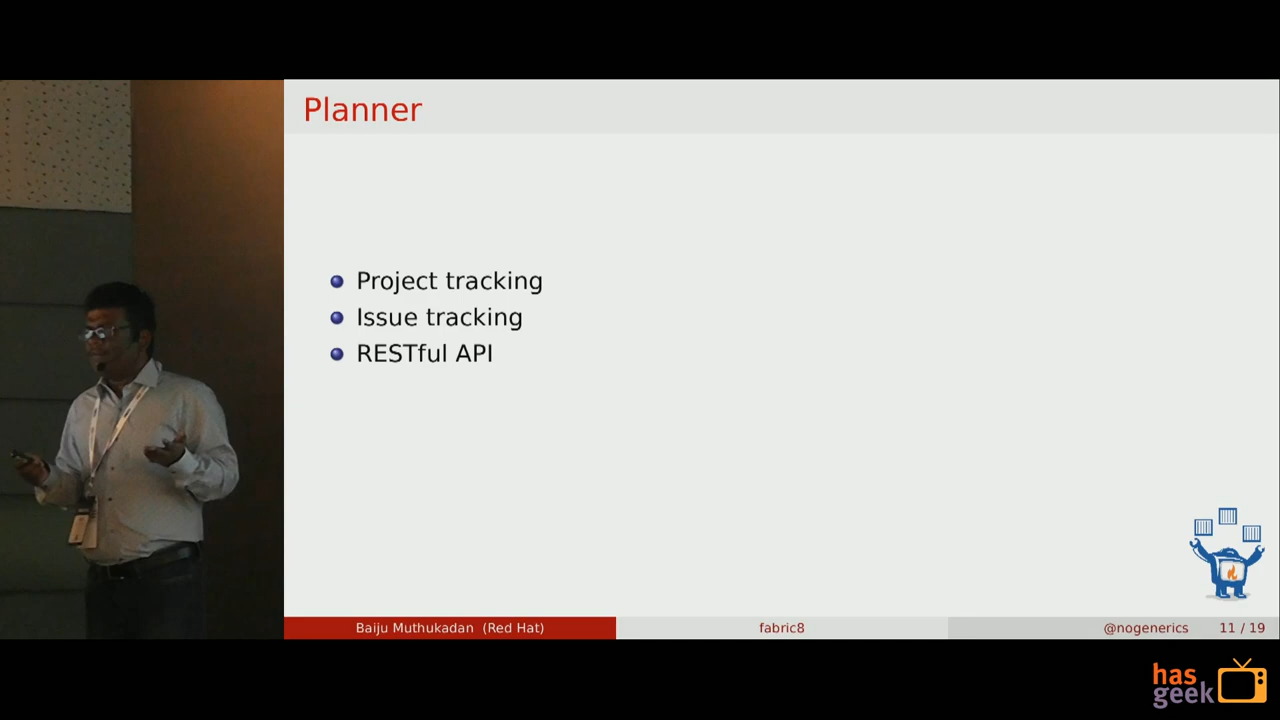 Planner
Project tracking
Issue tracking
RESTful API
Baiju Muthukadan (Red Hat) fabric8 @nogenerics 11 / 19
has
geek